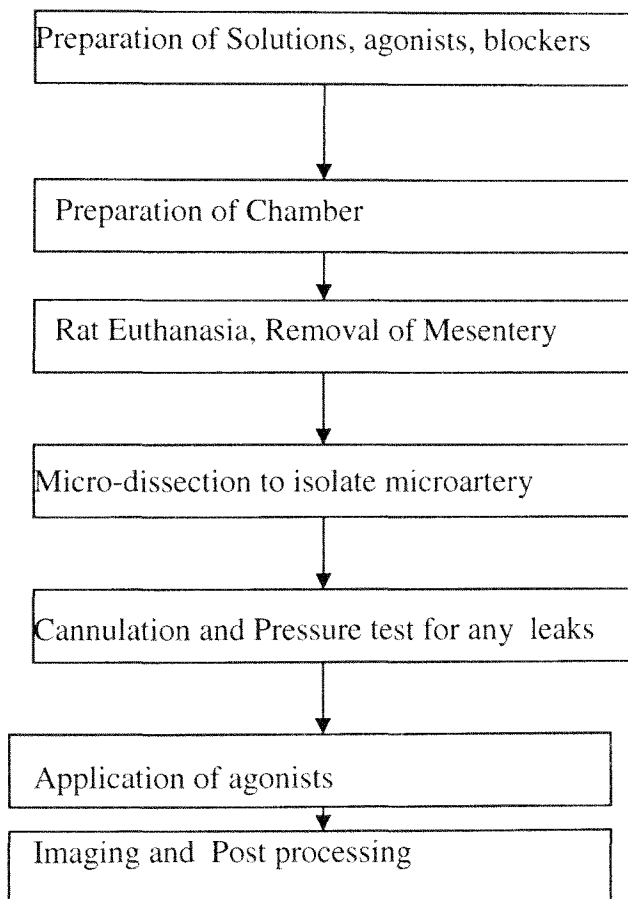 Preparation of Solutions, agonists, blockers
Preparation of Chamber
Rat Euthanasia, Removal of Mesentery
Micro-dissection to isolate microartery
Cannulation and Pressure test for any leaks
Application of agonists
Imaging and Post processing